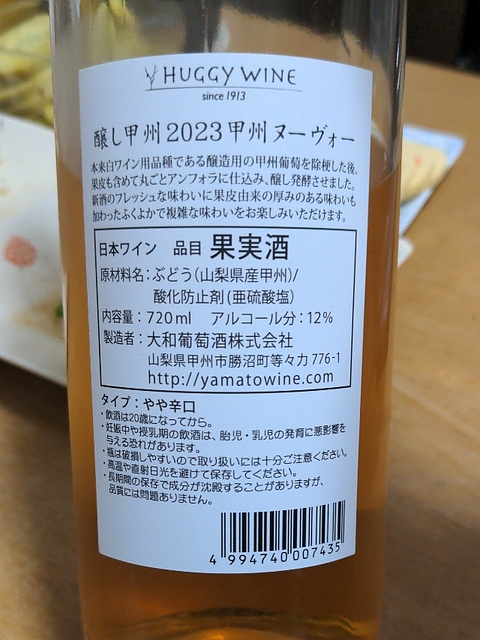 HUGGY WINE
since 1913
醸し甲州2023甲州ヌーヴォー
本来白ワイン用品種である醸造用の甲州葡萄を除梗した後、
果皮も含めて丸ごとアンフォラに仕込み、醸し発酵させました。
新酒のフレッシュな味わいに果皮由来の厚みのある味わいも
加わったふくよかで複雑な味わいをお楽しみいただけます。
日本ワイン 品目 果実酒
原材料名：ぶどう（山梨県産甲州）/
酸化防止剤（亜硫酸塩）
内容量：720ml アルコール分：12%
製造者：大和葡萄酒株式会社
山梨県甲州市勝沼町等々力776-1
http://yamatowine.com
タイプ：やや辛口
・飲酒は20歳になってから。
・妊娠中や授乳期の飲酒は、胎児・乳児の発育に悪影響を
与える恐れがあります。
・瓶は破損しやすいので取り扱いには十分ご注意ください。
・高温や直射日光を避けて保存してください。
・長期間の保存で成分が沈殿することがありますが、
品質には問題ありません。
4 994740 007435